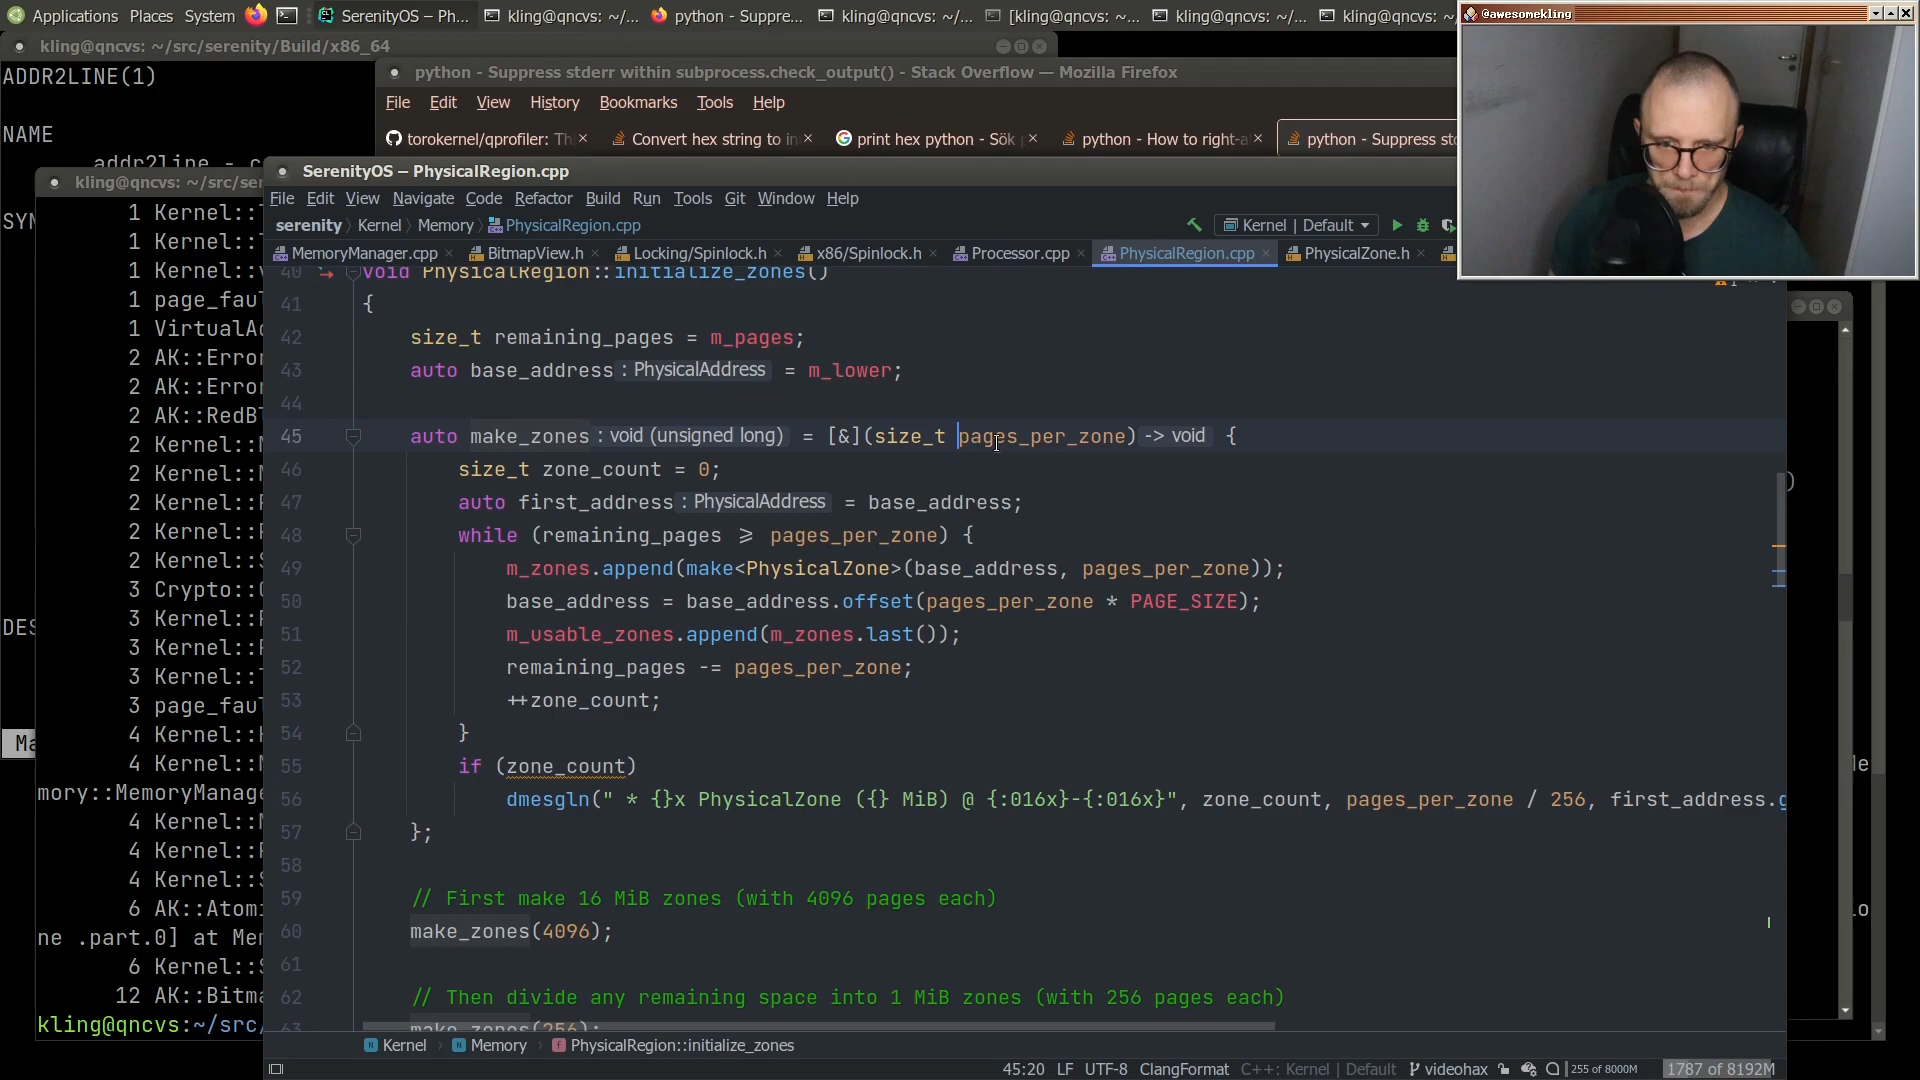 Applications Places System SerenityOS – Ph... kling@qncvs: ~/... python - Suppre... kling@qncvs: ~/... [kling@qncvs: ~... kling@qncvs: ~/... kling@qncvs: ~/
@awesomekling
kling@qncvs: ~/src/serenity/Build/x86_64
ADDR2LINE(1)
python - Suppress stderr within subprocess.check_output() - Stack Overflow — Mozilla Firefox
File Edit View History Bookmarks Tools Help
NAME
torokernel/qprofiler: Th Convert hex string to in print hex python - Sök python - How to right-a python - Suppress st
addr2line - c
kling@qncvs: ~/src/ser
SYN
DES
Ma
1 Kernel::T
1 Kernel::T
1 Kernel::v
1 page_fau
1 VirtualAd
2 AK::Error
2 AK::Error
2 AK::RedBl
2 Kernel::
2 Kernel::
2 Kernel::
2 Kernel::
2 Kernel::S
3 Crypto::
3 Kernel::
3 Kernel::
3 Kernel::
3 page_fau
4 Kernel::
4 Kernel::M
mory::MemoryManage
4 Kernel::M
4 Kernel::
4 Kernel::S
6 AK::Atomi
ne .part.0] at Mem
6 Kernel::S
12 AK::Bitma
kling@qncvs:~/src/
SerenityOS – PhysicalRegion.cpp
File Edit View Navigate Code Refactor Build Run Tools Git Window Help
serenity Kernel Memory PhysicalRegion.cpp
Kernel | Default
MemoryManager.cpp BitmapView.h Locking/Spinlock.h x86/Spinlock.h Processor.cpp PhysicalRegion.cpp PhysicalZone.h
40 void PhysicalRegion::initialize_zones()
41 {
42 size_t remaining_pages = m_pages;
43 auto base_address : PhysicalAddress = m_lower;
44
45 auto make_zones : void (unsigned long) = [&](size_t pages_per_zone) -> void {
46 size_t zone_count = 0;
47 auto first_address : PhysicalAddress = base_address;
48 while (remaining_pages >= pages_per_zone) {
49 m_zones.append(make<PhysicalZone>(base_address, pages_per_zone));
50 base_address = base_address.offset(pages_per_zone * PAGE_SIZE);
51 m_usable_zones.append(m_zones.last());
52 remaining_pages -= pages_per_zone;
53 ++zone_count;
54 }
55 if (zone_count)
56 dmesgln(" * {}x PhysicalZone ({} MiB) @ {:016x}-{:016x}", zone_count, pages_per_zone / 256, first_address.g
57 };
58
59 // First make 16 MiB zones (with 4096 pages each)
60 make_zones(4096);
61
62 // Then divide any remaining space into 1 MiB zones (with 256 pages each)
63 make_zones(256);
Kernel Memory PhysicalRegion::initialize_zones
45:20 LF UTF-8 ClangFormat C++: Kernel | Default videohax 255 of 8000M 1787 of 8192M